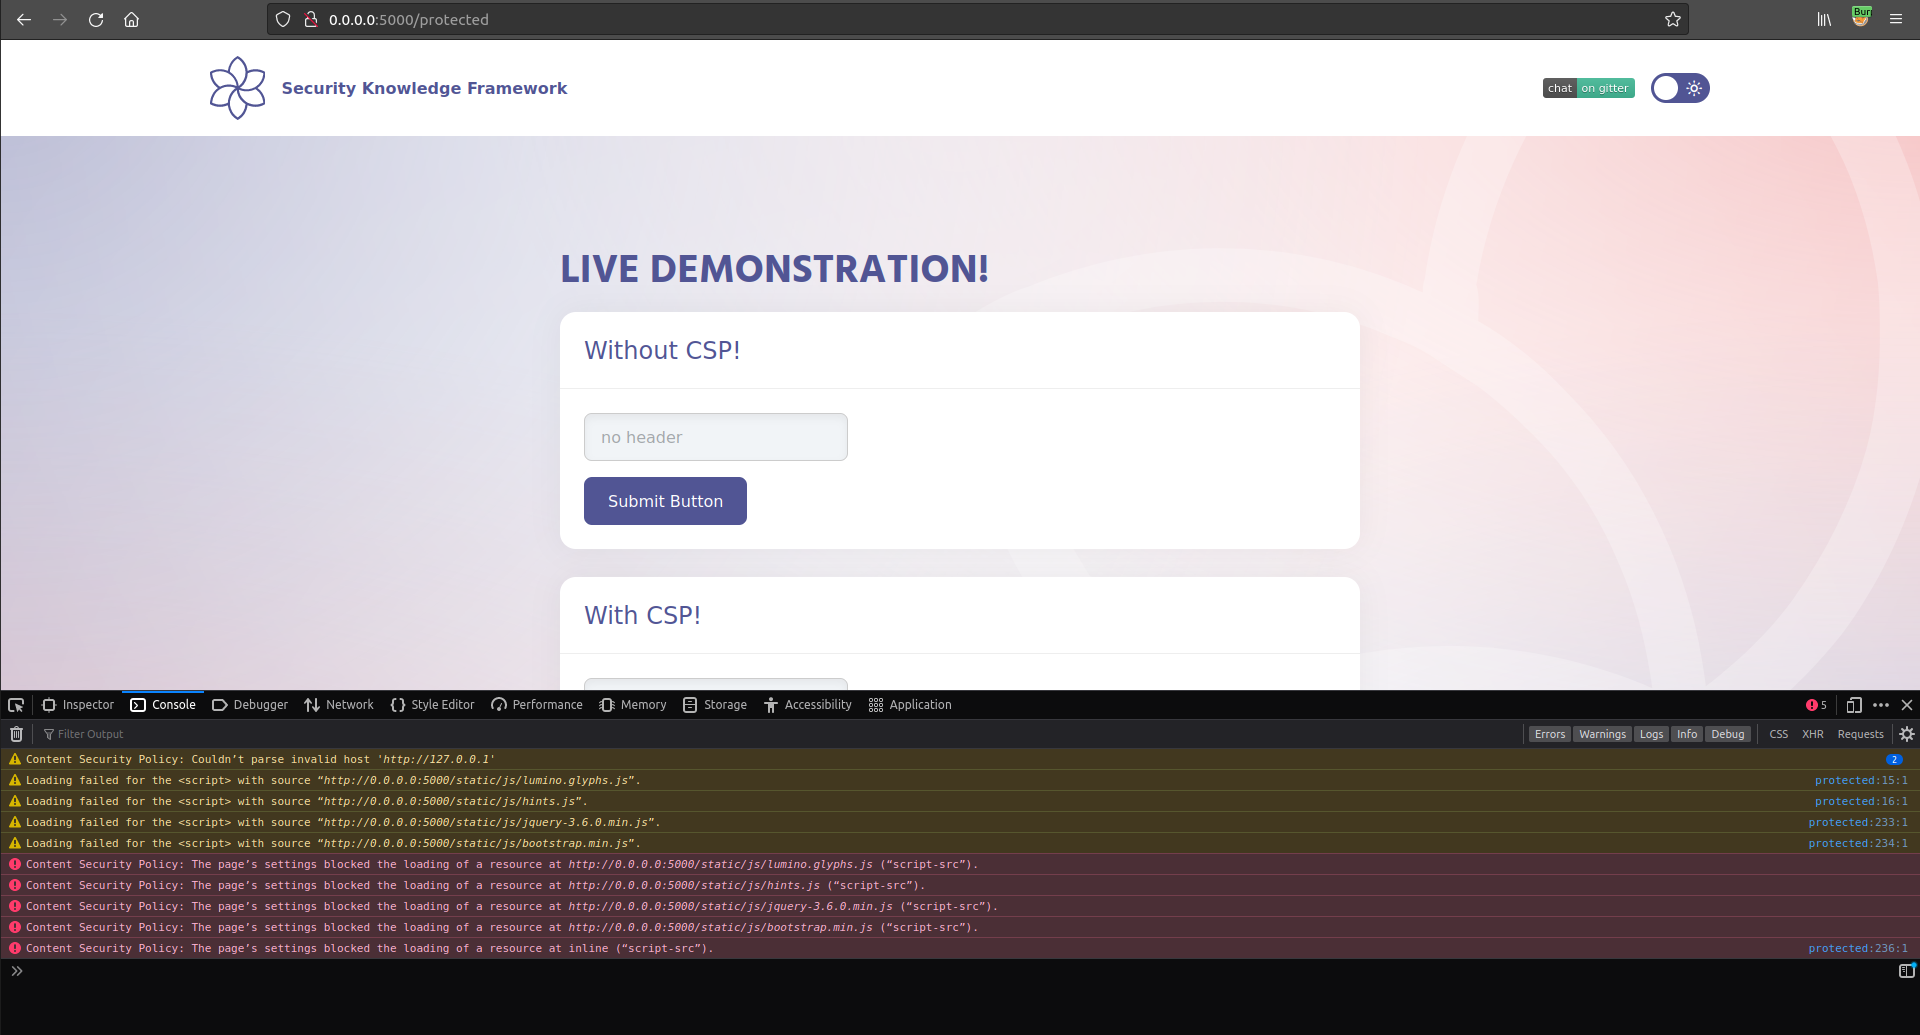 0.0.0.0:5000/protected
Burp
Security Knowledge Framework
chat on gitter
LIVE DEMONSTRATION!
Without CSP!
no header
Submit Button
With CSP!
Inspector Console Debugger Network Style Editor Performance Memory Storage Accessibility Application 5
Filter Output Errors Warnings Logs Info Debug CSS XHR Requests
Content Security Policy: Couldn’t parse invalid host 'http://127.0.0.1' 2
Loading failed for the <script> with source “http://0.0.0.0:5000/static/js/lumino.glyphs.js”. protected:15:1
Loading failed for the <script> with source “http://0.0.0.0:5000/static/js/hints.js”. protected:16:1
Loading failed for the <script> with source “http://0.0.0.0:5000/static/js/jquery-3.6.0.min.js”. protected:233:1
Loading failed for the <script> with source “http://0.0.0.0:5000/static/js/bootstrap.min.js”. protected:234:1
Content Security Policy: The page’s settings blocked the loading of a resource at http://0.0.0.0:5000/static/js/lumino.glyphs.js (“script-src”).
Content Security Policy: The page’s settings blocked the loading of a resource at http://0.0.0.0:5000/static/js/hints.js (“script-src”).
Content Security Policy: The page’s settings blocked the loading of a resource at http://0.0.0.0:5000/static/js/jquery-3.6.0.min.js (“script-src”).
Content Security Policy: The page’s settings blocked the loading of a resource at http://0.0.0.0:5000/static/js/bootstrap.min.js (“script-src”).
Content Security Policy: The page’s settings blocked the loading of a resource at inline (“script-src”). protected:236:1